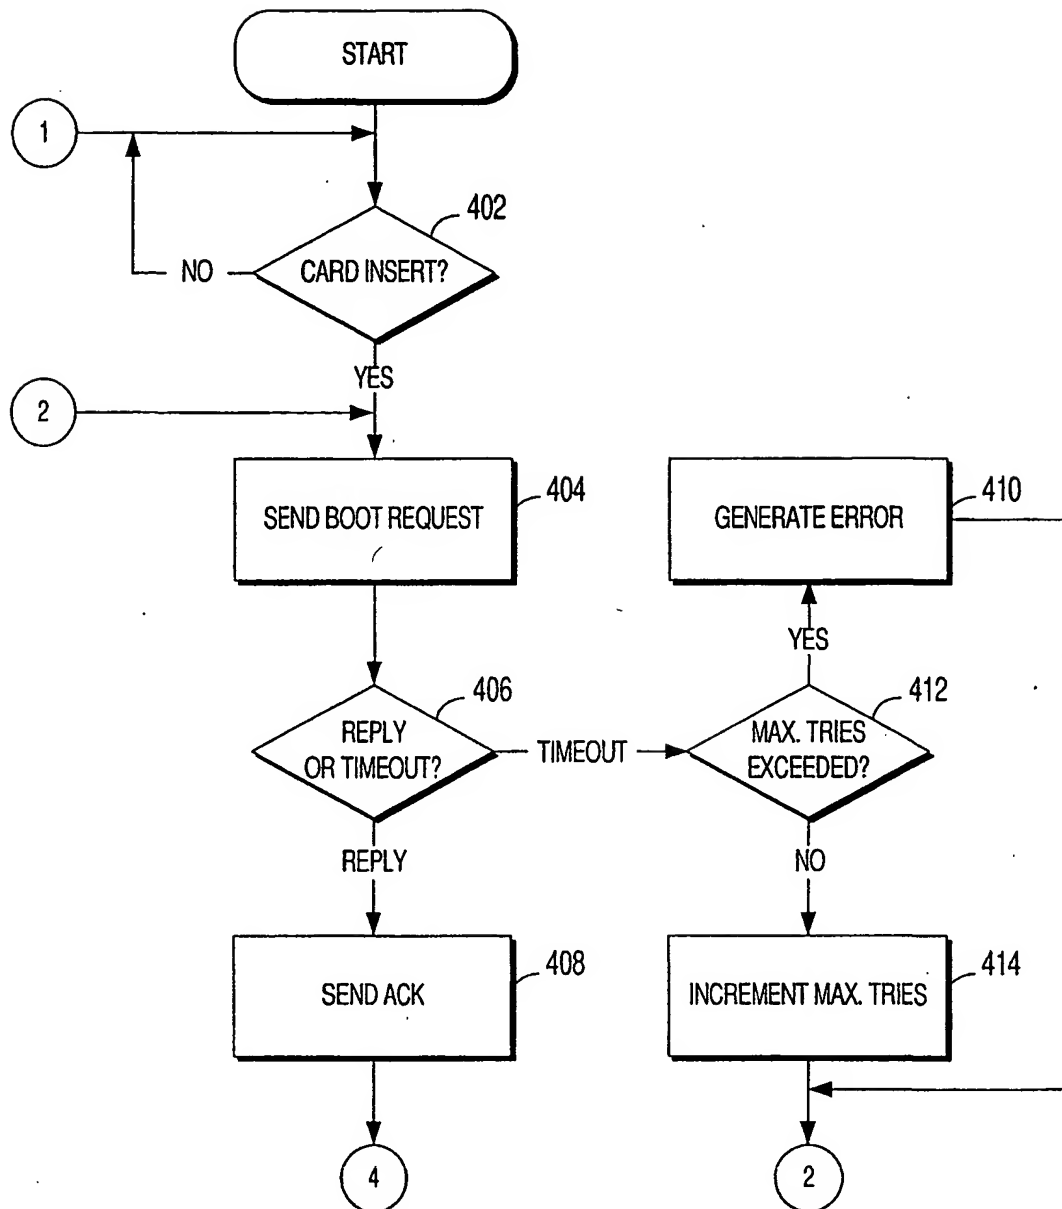 START
1
402
CARD INSERT?
NO
YES
2
404
SEND BOOT REQUEST
410
GENERATE ERROR
YES
406
REPLY
OR TIMEOUT?
TIMEOUT
412
MAX. TRIES
EXCEEDED?
REPLY
NO
408
SEND ACK
414
INCREMENT MAX. TRIES
4
2